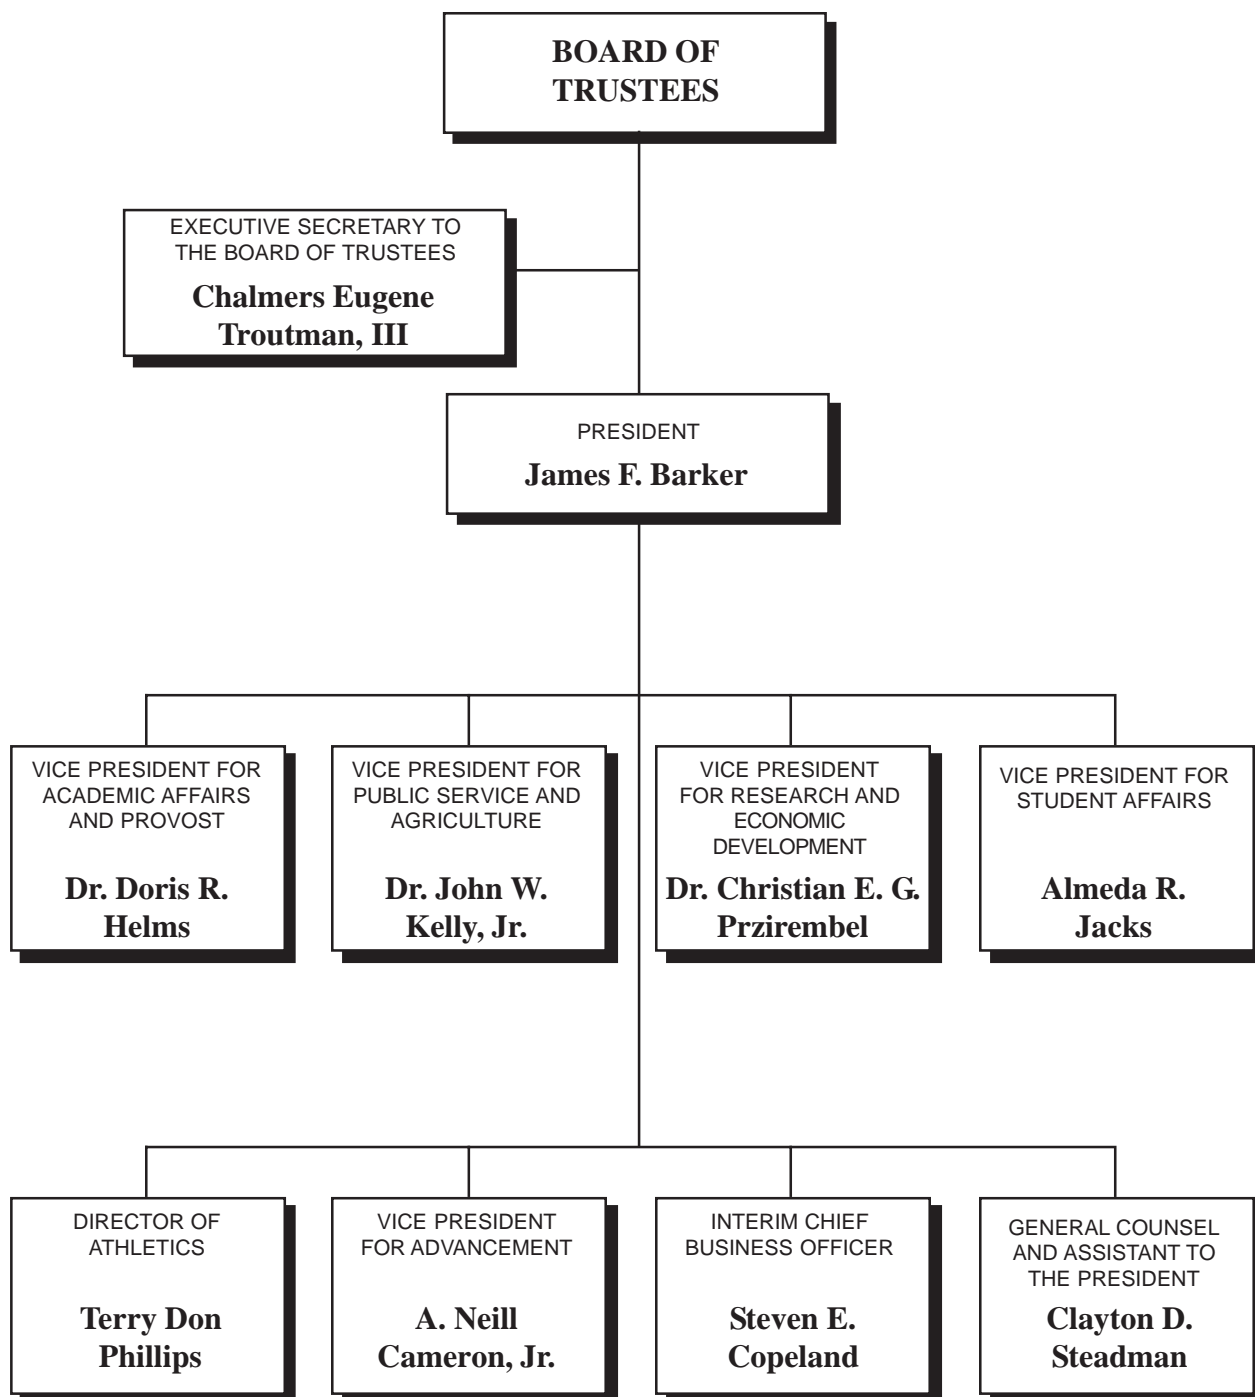 BOARD OF
TRUSTEES
EXECUTIVE SECRETARY TO
THE BOARD OF TRUSTEES
Chalmers Eugene
Troutman, III
PRESIDENT
James F. Barker
VICE PRESIDENT FOR
ACADEMIC AFFAIRS
AND PROVOST
Dr. Doris R.
Helms
VICE PRESIDENT FOR
PUBLIC SERVICE AND
AGRICULTURE
Dr. John W.
Kelly, Jr.
VICE PRESIDENT
FOR RESEARCH AND
ECONOMIC
DEVELOPMENT
Dr. Christian E. G.
Przirembel
VICE PRESIDENT FOR
STUDENT AFFAIRS
Almeda R.
Jacks
DIRECTOR OF
ATHLETICS
Terry Don
Phillips
VICE PRESIDENT
FOR ADVANCEMENT
A. Neill
Cameron, Jr.
INTERIM CHIEF
BUSINESS OFFICER
Steven E.
Copeland
GENERAL COUNSEL
AND ASSISTANT TO
THE PRESIDENT
Clayton D.
Steadman